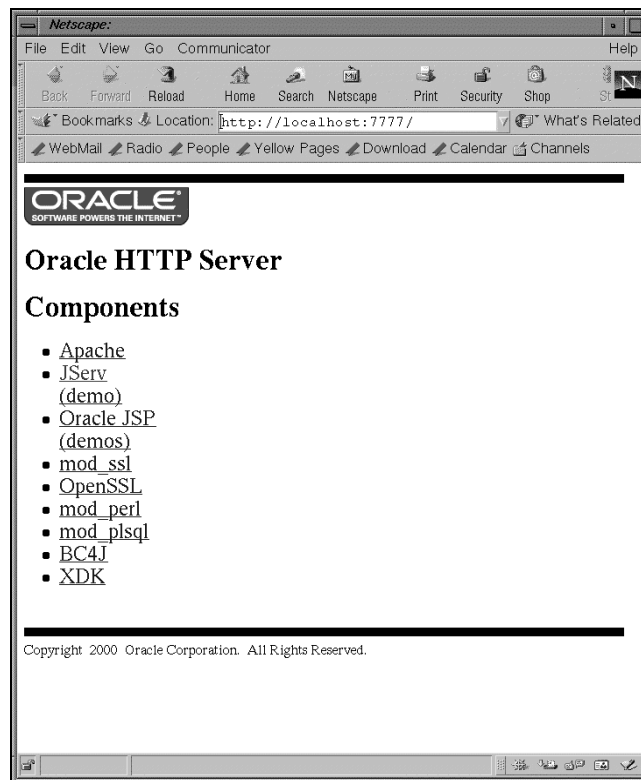 Netscape:
File Edit View Go Communicator Help
Back Forward Reload Home Search Netscape Print Security Shop St N
Bookmarks Location: http://localhost:7777/ What's Related
WebMail Radio People Yellow Pages Download Calendar Channels
ORACLE®
SOFTWARE POWERS THE INTERNET™
Oracle HTTP Server
Components
Apache
JServ
(demo)
Oracle JSP
(demos)
mod_ssl
OpenSSL
mod_perl
mod_plsql
BC4J
XDK
Copyright 2000 Oracle Corporation. All Rights Reserved.